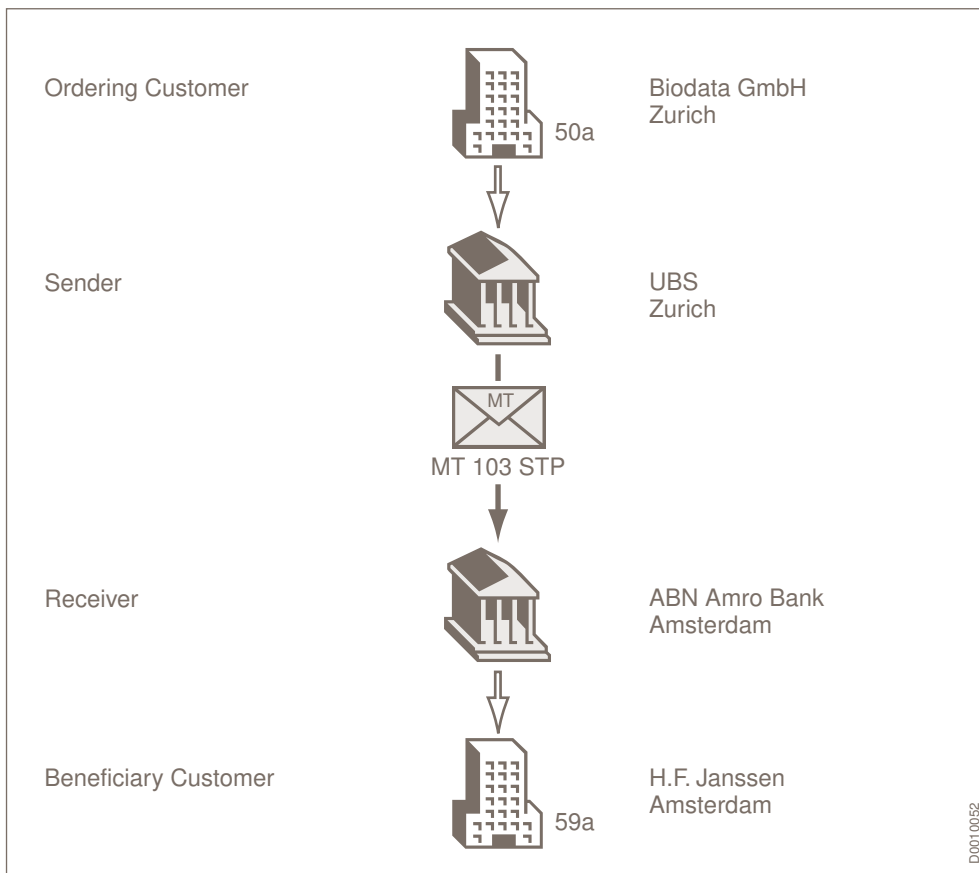 Ordering Customer
Biodata GmbH
Zurich
50a
Sender
UBS
Zurich
MT
MT 103 STP
Receiver
ABN Amro Bank
Amsterdam
Beneficiary Customer
H.F. Janssen
Amsterdam
59a
D0010052